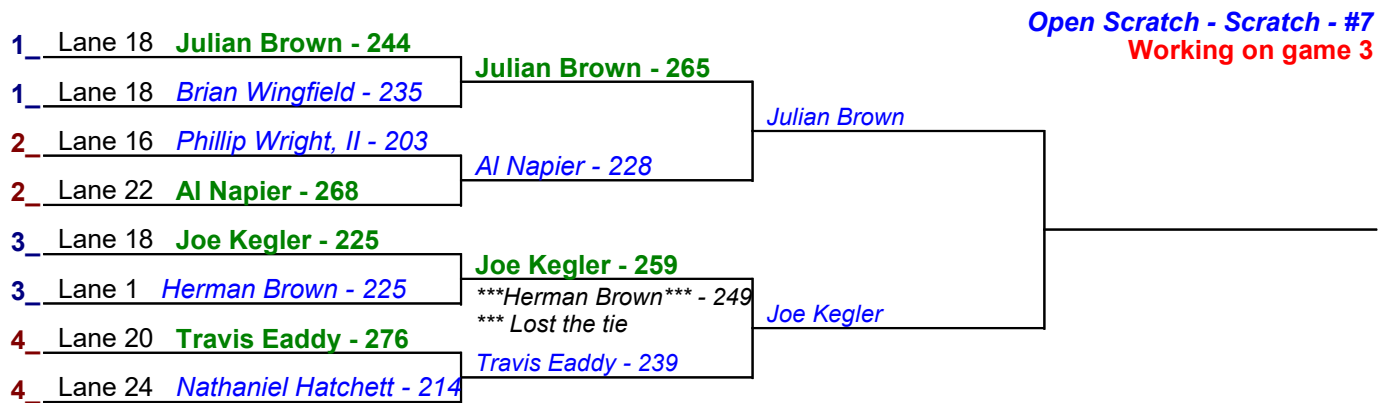 Open Scratch - Scratch - #7
Working on game 3
1_ Lane 18 Julian Brown - 244
Julian Brown - 265
1_ Lane 18 Brian Wingfield - 235
Julian Brown
2_ Lane 16 Phillip Wright, II - 203
Al Napier - 228
2_ Lane 22 Al Napier - 268
3_ Lane 18 Joe Kegler - 225
Joe Kegler - 259
3_ Lane 1 Herman Brown - 225
***Herman Brown*** - 249
*** Lost the tie
Joe Kegler
4_ Lane 20 Travis Eaddy - 276
Travis Eaddy - 239
4_ Lane 24 Nathaniel Hatchett - 214